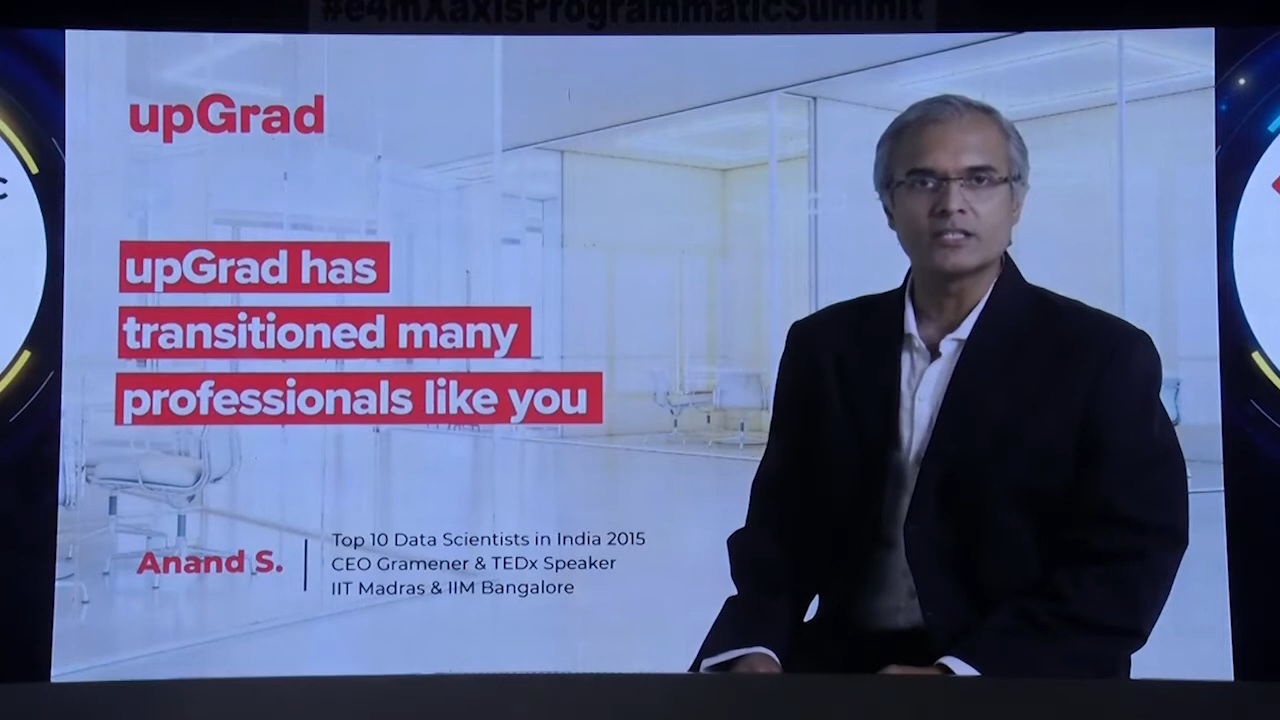 #e4mXaxisProgrammaticSummit
upGrad
upGrad has
transitioned many
professionals like you
Anand S.
Top 10 Data Scientists in India 2015
CEO Gramener & TEDx Speaker
IIT Madras & IIM Bangalore